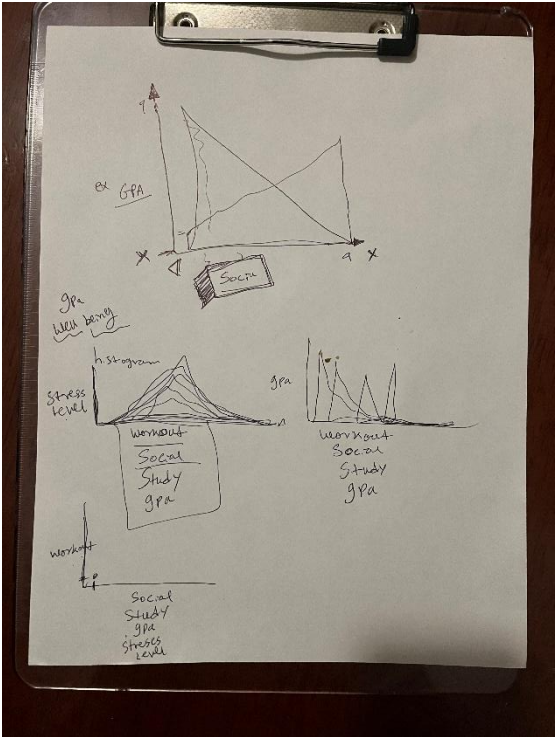 y
ex GPA
X
a X
Social
gpa
well being
histogram
Stress
level
workout
Social
Study
gpa
gpa
workout
Social
Study
gpa
workout
Social
Study
gpa
stresses
level